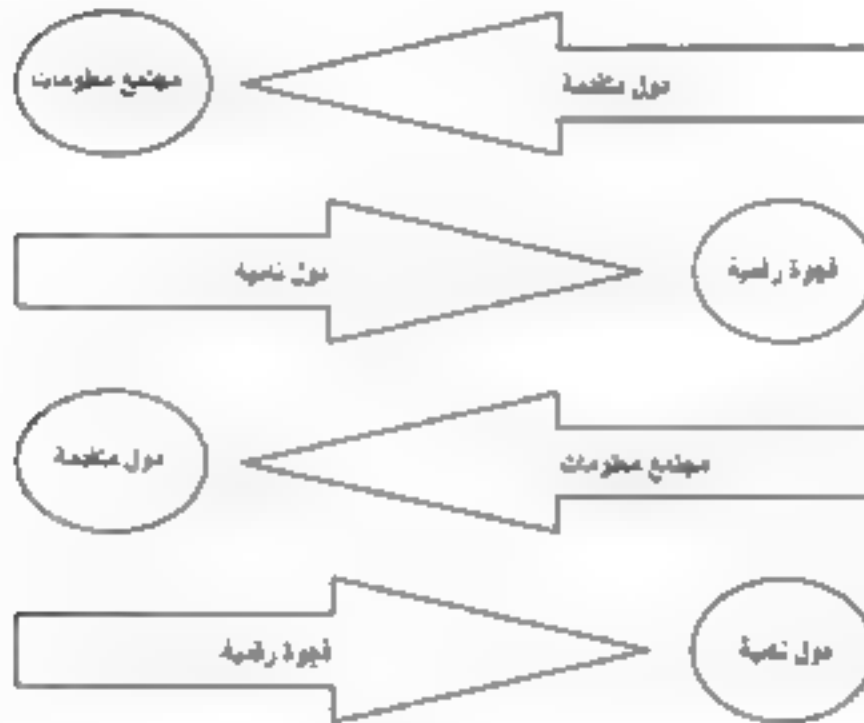 دول متقدمة
مجتمع معلومات
دول نامية
فجوة رقمية
مجتمع معلومات
دول متقدمة
فجوة رقمية
دول نامية